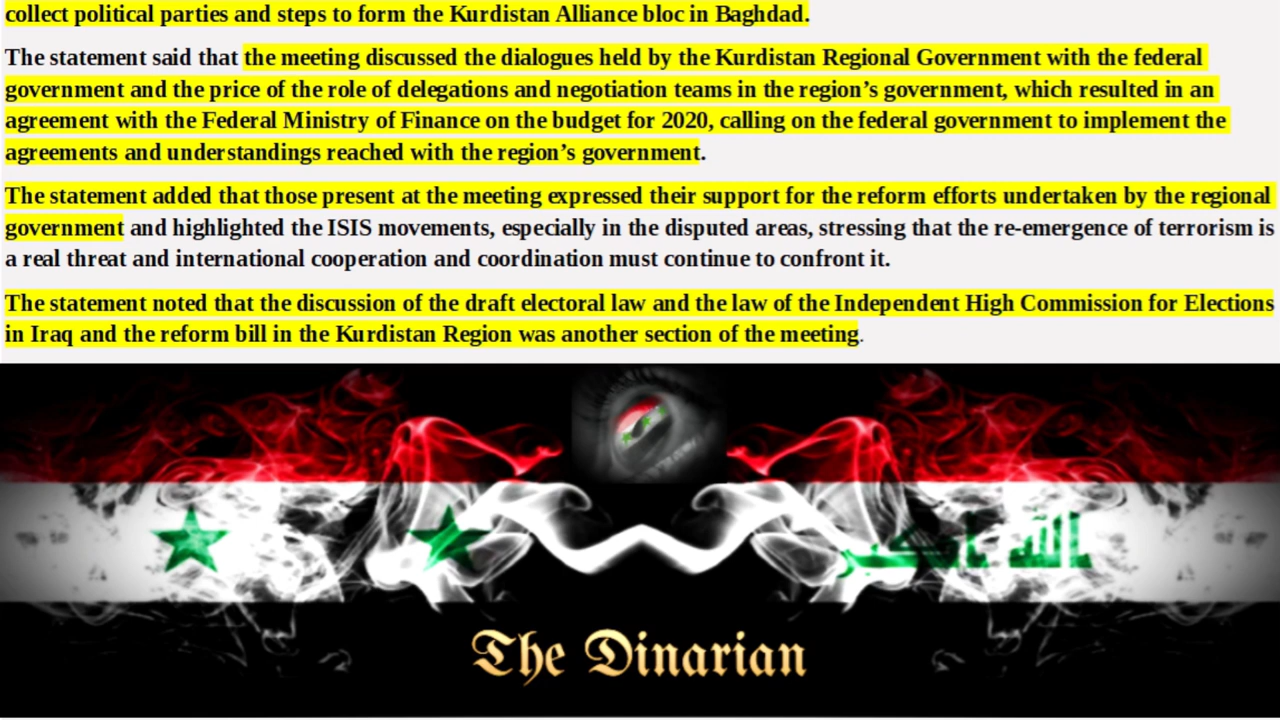 collect political parties and steps to form the Kurdistan Alliance bloc in Baghdad.
The statement said that the meeting discussed the dialogues held by the Kurdistan Regional Government with the federal
government and the price of the role of delegations and negotiation teams in the region’s government, which resulted in an
agreement with the Federal Ministry of Finance on the budget for 2020, calling on the federal government to implement the
agreements and understandings reached with the region’s government.
The statement added that those present at the meeting expressed their support for the reform efforts undertaken by the regional
government and highlighted the ISIS movements, especially in the disputed areas, stressing that the re-emergence of terrorism is
a real threat and international cooperation and coordination must continue to confront it.
The statement noted that the discussion of the draft electoral law and the law of the Independent High Commission for Elections
in Iraq and the reform bill in the Kurdistan Region was another section of the meeting.
الله اكبر
The Dinarian